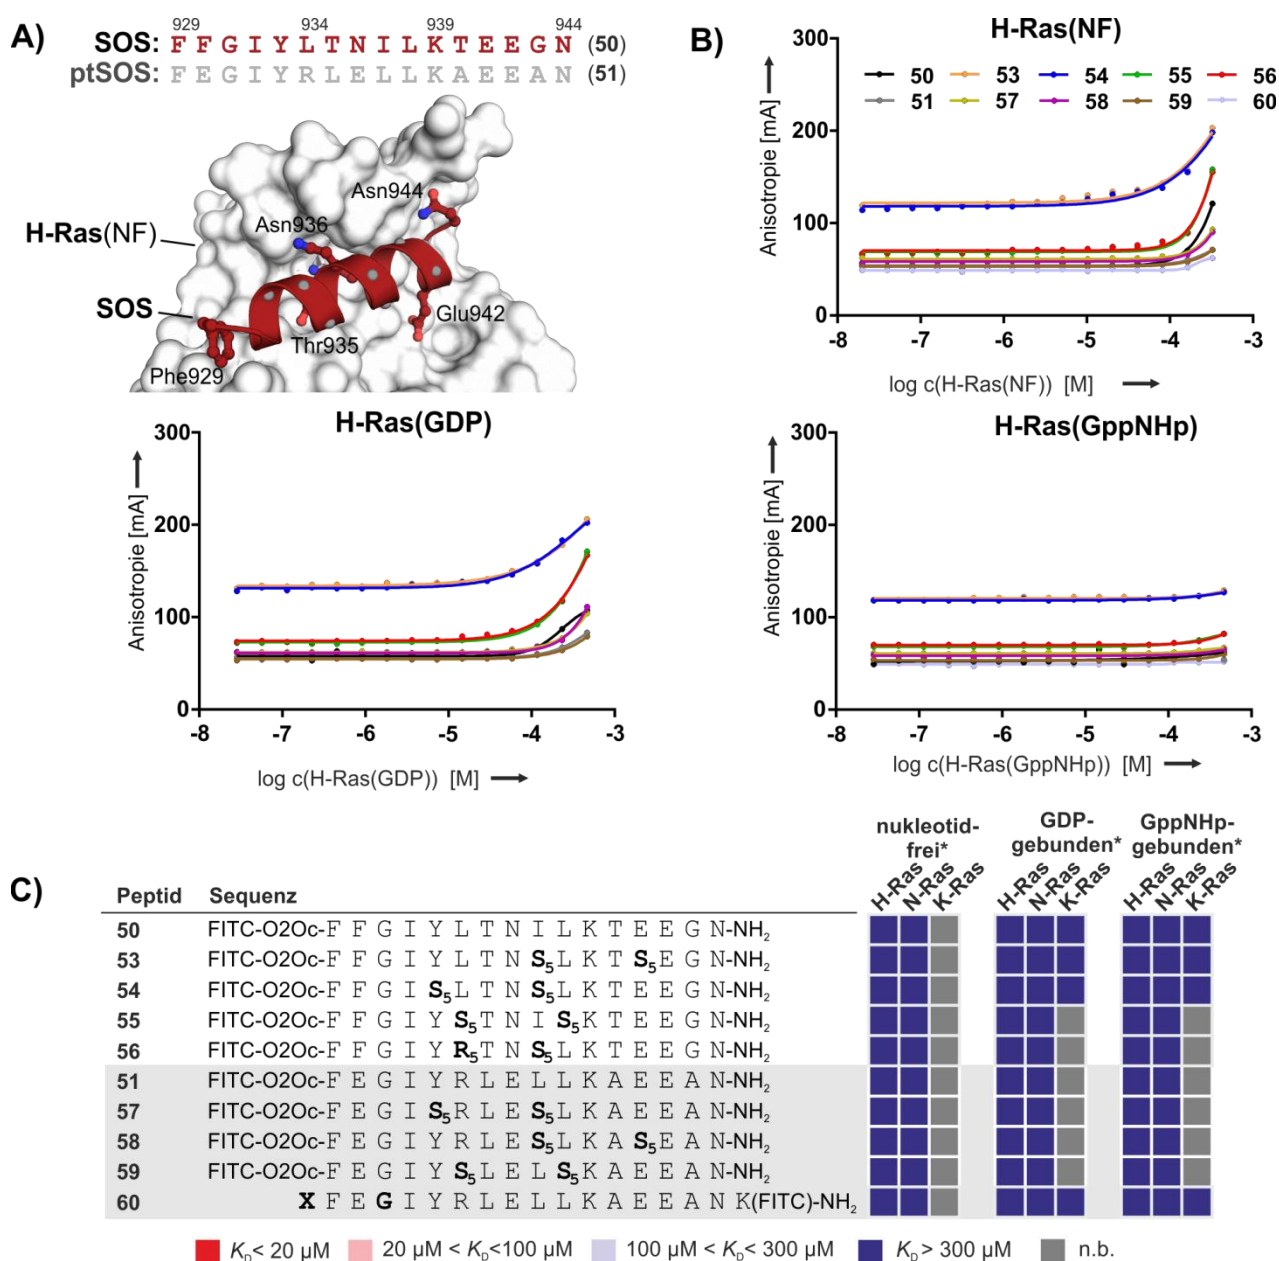 A)
929 934 939 944
SOS: F F G I Y L T N I L K T E E G N (50)
ptSOS: F E G I Y R L E L L K A E E A N (51)
Asn944
Asn936
H-Ras(NF)
SOS
Glu942
Thr935
Phe929
B)
H-Ras(NF)
50 53 54 55 56
51 57 58 59 60
Anisotropie [mA]
300
200
100
0
-8 -7 -6 -5 -4 -3
log c(H-Ras(NF)) [M]
H-Ras(GDP)
Anisotropie [mA]
300
200
100
0
-8 -7 -6 -5 -4 -3
log c(H-Ras(GDP)) [M]
H-Ras(GppNHp)
Anisotropie [mA]
300
200
100
0
-8 -7 -6 -5 -4 -3
log c(H-Ras(GppNHp)) [M]
C)
nukleotid-
frei*
GDP-
gebunden*
GppNHp-
gebunden*
H-Ras N-Ras K-Ras H-Ras N-Ras K-Ras H-Ras N-Ras K-Ras
Peptid Sequenz
50 FITC-O2Oc-F F G I Y L T N I L K T E E G N-NH2
53 FITC-O2Oc-F F G I Y L T N S5 L K T S5 E G N-NH2
54 FITC-O2Oc-F F G I S5 L T N S5 L K T E E G N-NH2
55 FITC-O2Oc-F F G I Y S5 T N I S5 K T E E G N-NH2
56 FITC-O2Oc-F F G I Y R5 T N S5 L K T E E G N-NH2
51 FITC-O2Oc-F E G I Y R L E L L K A E E A N-NH2
57 FITC-O2Oc-F E G I S5 R L E S5 L K A E E A N-NH2
58 FITC-O2Oc-F E G I Y R L E S5 L K A S5 E A N-NH2
59 FITC-O2Oc-F E G I Y S5 L E L S5 K A E E A N-NH2
60 X F E G I Y R L E L L K A E E A N K(FITC)-NH2
KD< 20 µM 20 µM < KD<100 µM 100 µM < KD< 300 µM KD> 300 µM n.b.